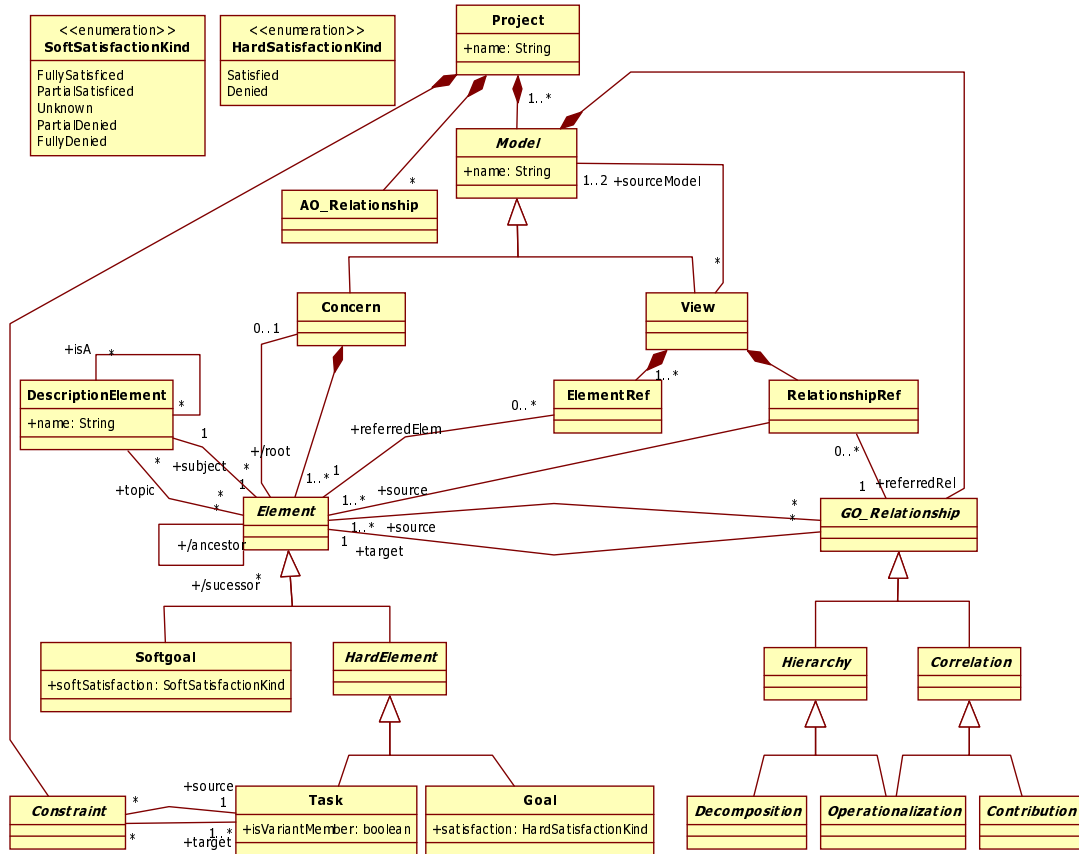 Project
+name: String
<<enumeration>>
SoftSatisfactionKind
FullySatisficed
PartialSatisficed
Unknown
PartialDenied
FullyDenied
<<enumeration>>
HardSatisfactionKind
Satisfied
Denied
1..*
Model
+name: String
1..2 +sourceModel
*
AO_Relationship
*
Concern
0..1
View
+isA
*
*
DescriptionElement
+name: String
1..*
ElementRef
RelationshipRef
0..*
+referredElem
1
*
+subject
+/root
*
1
+topic
*
*
1..*
1
1..*
+source
0..*
1
+referredRel
Element
1..*
+source
1
+target
*
*
GO_Relationship
+/ancestor
+/sucessor
*
Softgoal
+softSatisfaction: SoftSatisfactionKind
HardElement
Hierarchy
Correlation
+source
*
1
Constraint
*
1..*
+target
Task
+isVariantMember: boolean
Goal
+satisfaction: HardSatisfactionKind
Decomposition
Operationalization
Contribution